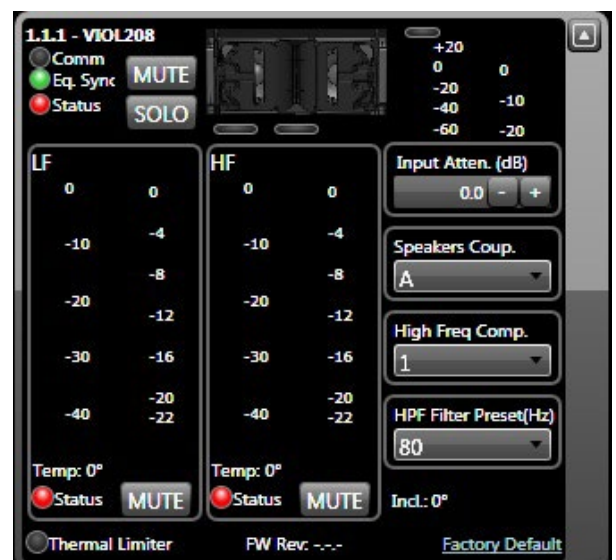 1.1.1 - VIOL208
Comm
Eq. Sync
Status
MUTE
SOLO
+20
0
-20
-40
-60
0
-10
-20
LF
0
-10
-20
-30
-40
0
-4
-8
-12
-16
-20
-22
Temp: 0°
Status
MUTE
HF
0
-10
-20
-30
-40
0
-4
-8
-12
-16
-20
-22
Temp: 0°
Status
MUTE
Input Atten. (dB)
0.0 - +
Speakers Coup.
A
High Freq Comp.
1
HPF Filter Preset(Hz)
80
Incl.: 0°
Thermal Limiter
FW Rev: -.-.-
Factory Default